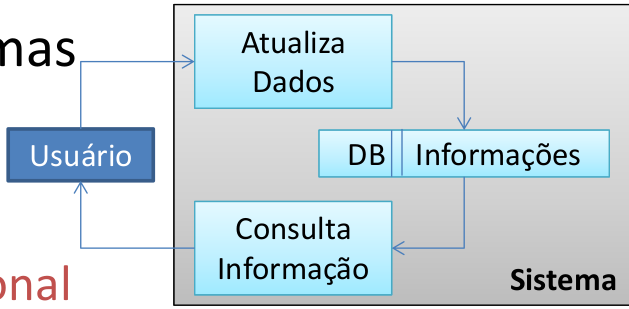 mas
Atualiza
Dados
Usuário
DB Informações
Consulta
Informação
onal
Sistema